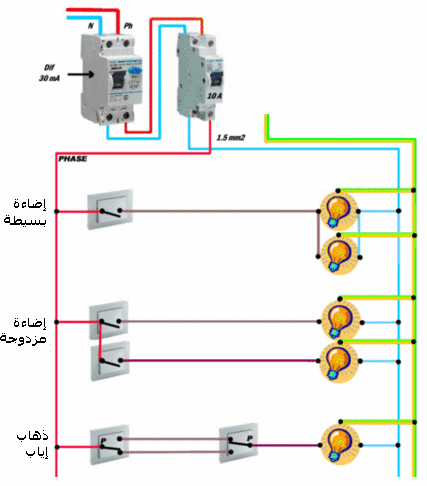 N Ph
Dif
30 mA
10 A
1.5 mm2
PHASE
إضاءة
بسيطة
إضاءة
مزدوجة
ذهاب
إياب
P P